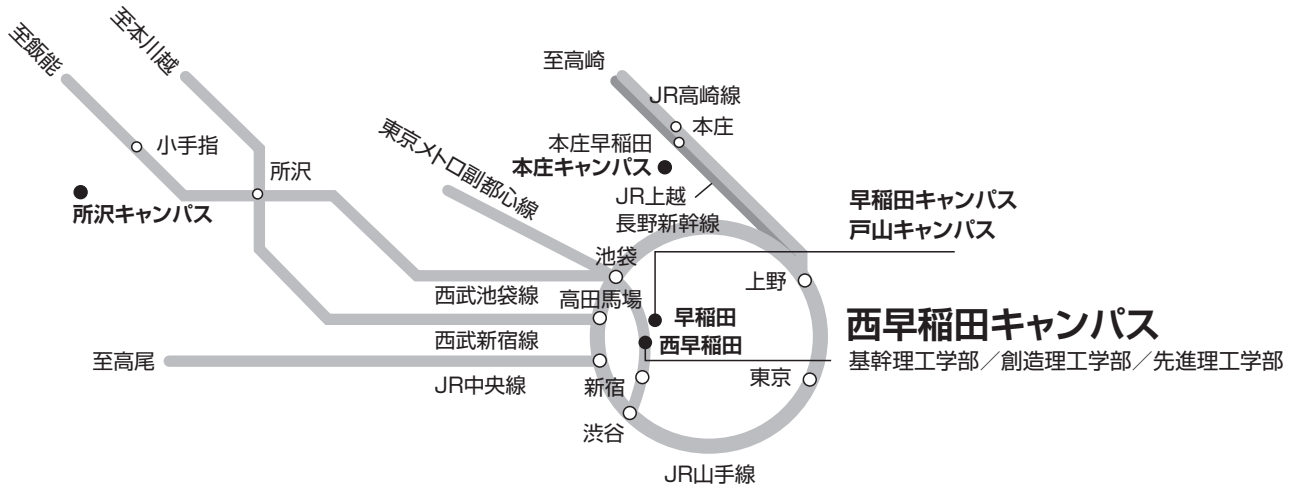 至飯能
至本川越
小手指
所沢
所沢キャンパス
東京メトロ副都心線
至高崎
JR高崎線
本庄
本庄早稲田
本庄キャンパス
JR上越
長野新幹線
早稲田キャンパス
戸山キャンパス
池袋
上野
西武池袋線
高田馬場
早稲田
西早稲田
西早稲田キャンパス
基幹理工学部／創造理工学部／先進理工学部
西武新宿線
至高尾
JR中央線
新宿
東京
渋谷
JR山手線